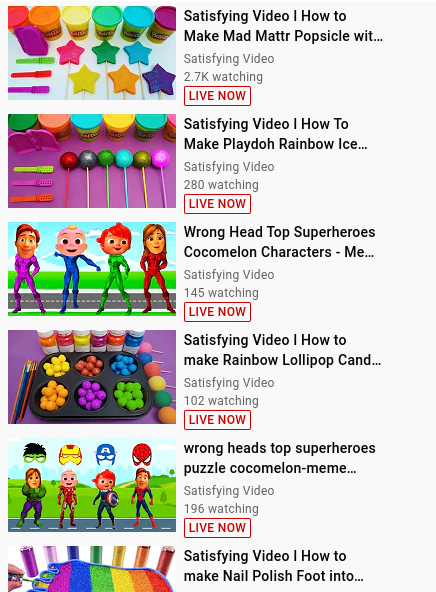 Satisfying Video l How to
Make Mad Mattr Popsicle wit...
Satisfying Video
2.7K watching
LIVE NOW
Satisfying Video l How To
Make Playdoh Rainbow Ice...
Satisfying Video
280 watching
LIVE NOW
Wrong Head Top Superheroes
Cocomelon Characters - Me...
Satisfying Video
145 watching
LIVE NOW
Satisfying Video l How to
make Rainbow Lollipop Cand...
Satisfying Video
102 watching
LIVE NOW
wrong heads top superheroes
puzzle cocomelon-meme...
Satisfying Video
196 watching
LIVE NOW
Satisfying Video l How to
make Nail Polish Foot into...